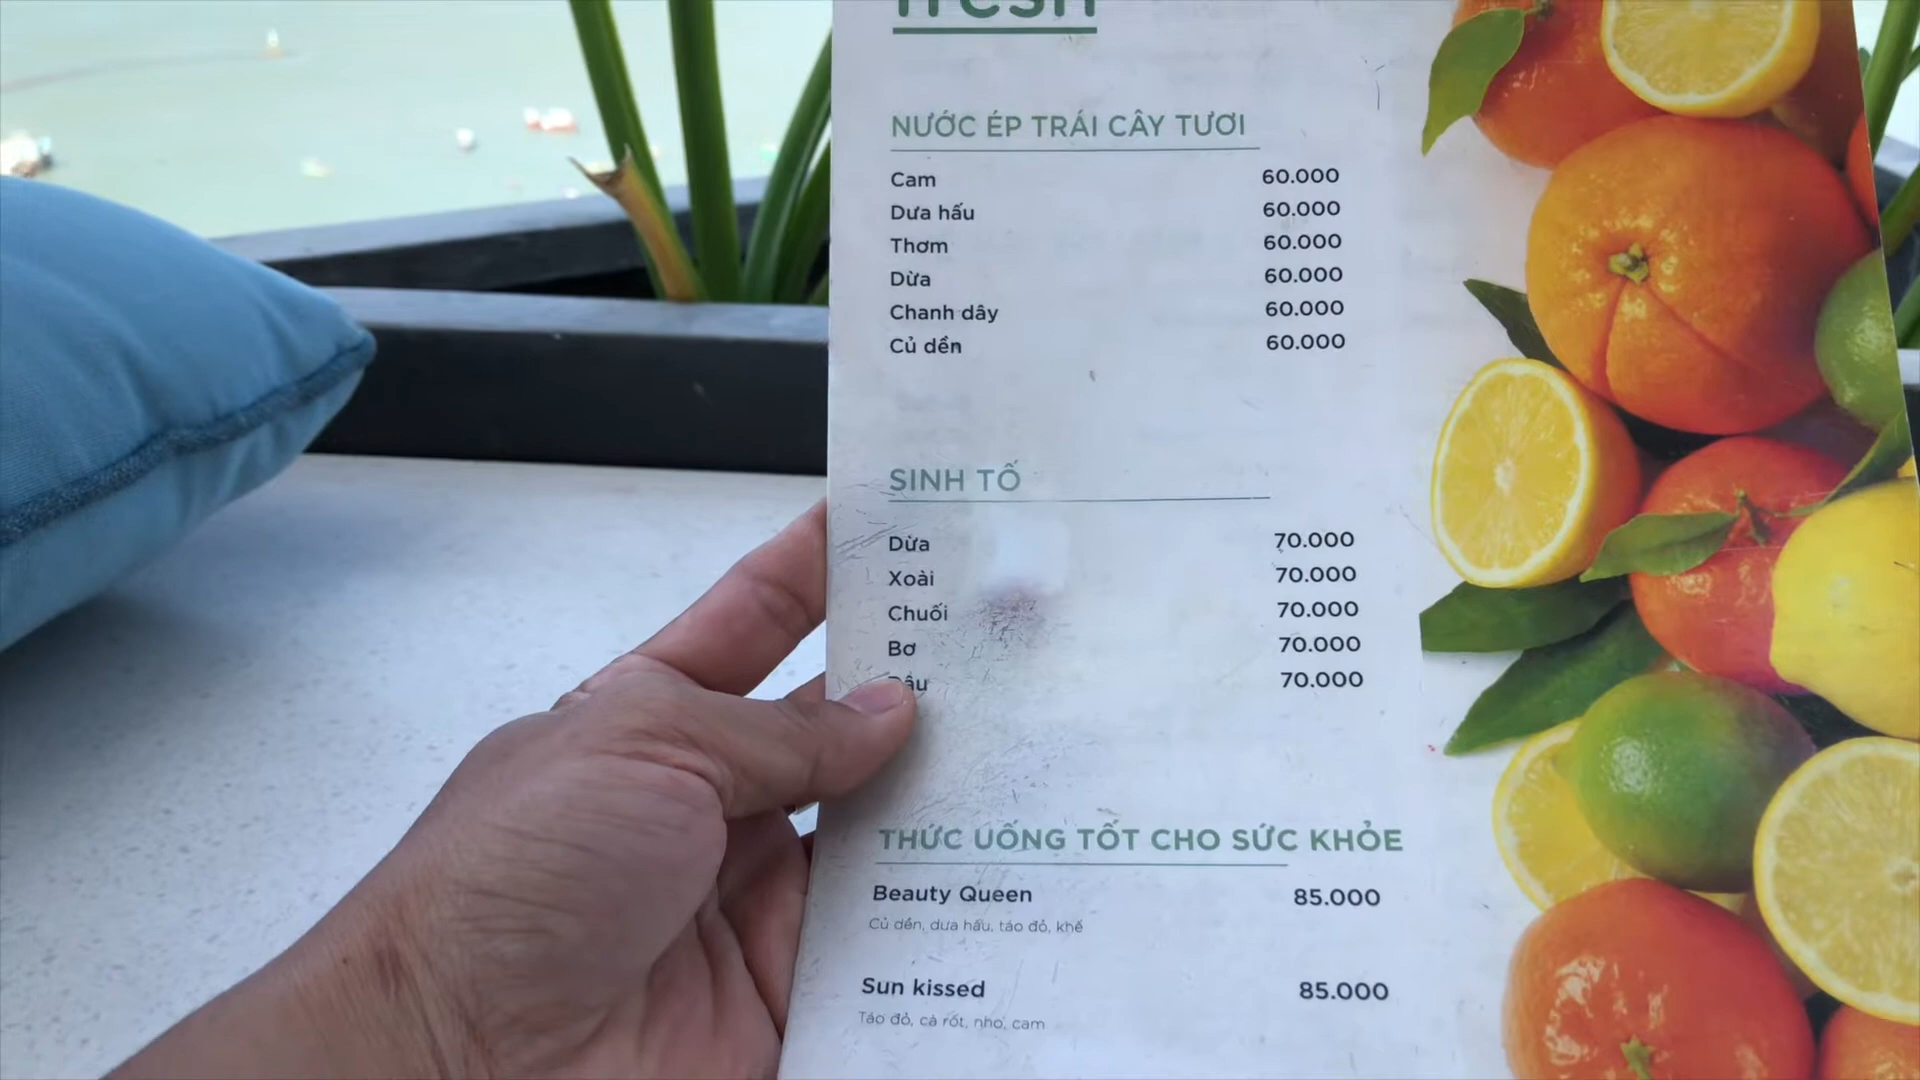 fresh
NƯỚC ÉP TRÁI CÂY TƯƠI
Cam 60.000
Dưa hấu 60.000
Thơm 60.000
Dừa 60.000
Chanh dây 60.000
Củ dền 60.000
SINH TỐ
Dừa 70.000
Xoài 70.000
Chuối 70.000
Bơ 70.000
70.000
THỨC UỐNG TỐT CHO SỨC KHỎE
Beauty Queen 85.000
Củ dền, dưa hấu, táo đỏ, khế
Sun kissed 85.000
Táo đỏ, cà rốt, nho, cam